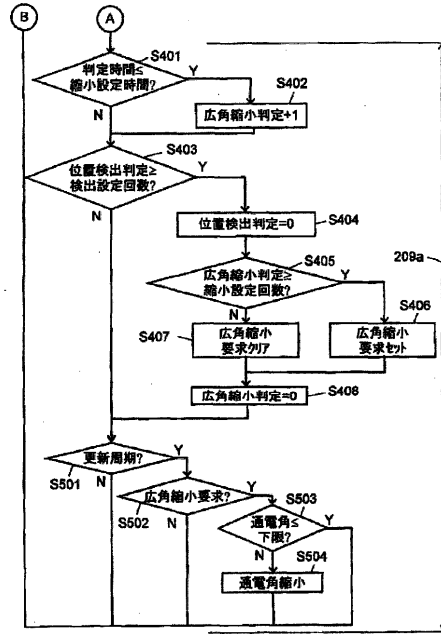 B
A
S401
判定時間≤
縮小設定時間?
Y
N
S402
広角縮小判定+1
S403
位置検出判定≥
検出設定回数?
Y
N
位置検出判定=0
S404
S405
広角縮小判定≥
縮小設定回数?
Y
N
209a
S407
広角縮小
要求クリア
S406
広角縮小
要求セット
広角縮小判定=0
S408
更新周期?
Y
N
S501
広角縮小要求?
Y
N
S502
S503
通電角≤
下限?
Y
N
S504
通電角縮小